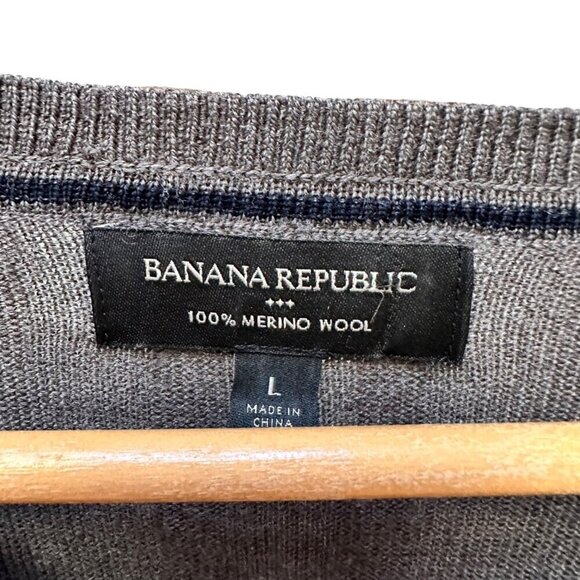 BANANA REPUBLIC
100% MERINO WOOL
L
MADE IN
CHINA